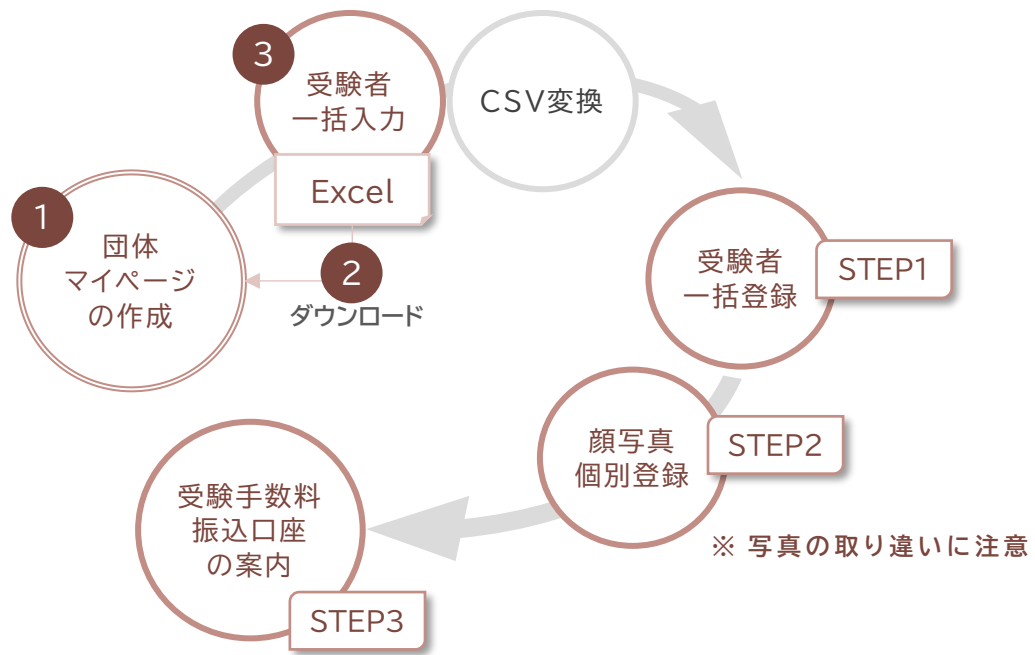 1
団体
マイページ
の作成
2
ダウンロード
3
受験者
一括入力
Excel
CSV変換
受験者
一括登録
STEP1
顔写真
個別登録
STEP2
※ 写真の取り違いに注意
受験手数料
振込口座
の案内
STEP3